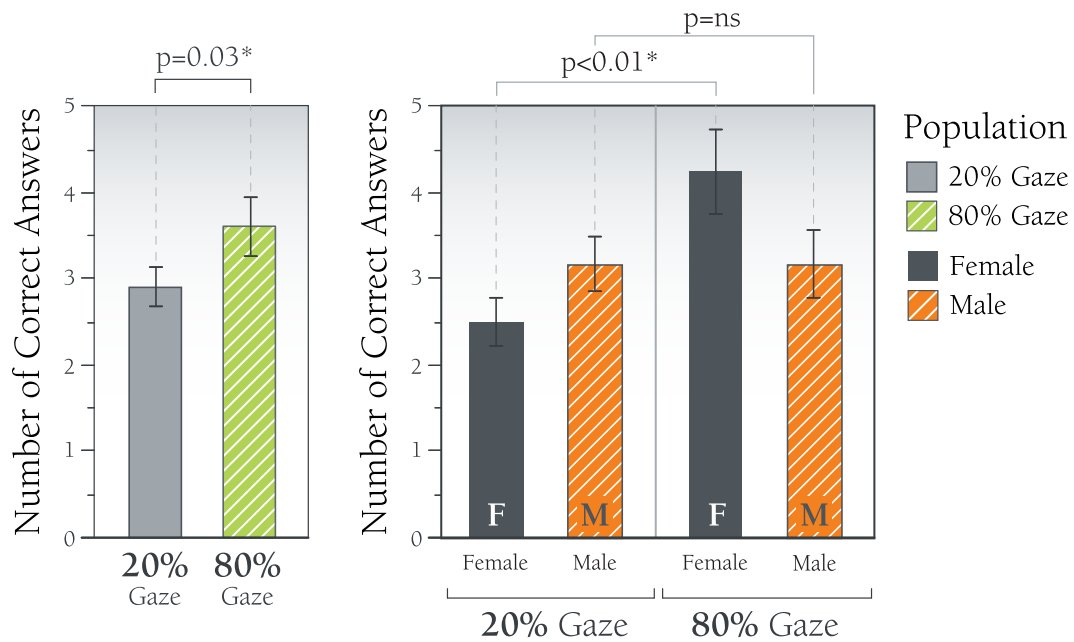 p=0.03*
Number of Correct Answers
5
4
3
2
1
0
20%
Gaze
80%
Gaze
p=ns
p<0.01*
Number of Correct Answers
5
4
3
2
1
0
F
M
F
M
Female
Male
Female
Male
20% Gaze
80% Gaze
Population
20% Gaze
80% Gaze
Female
Male